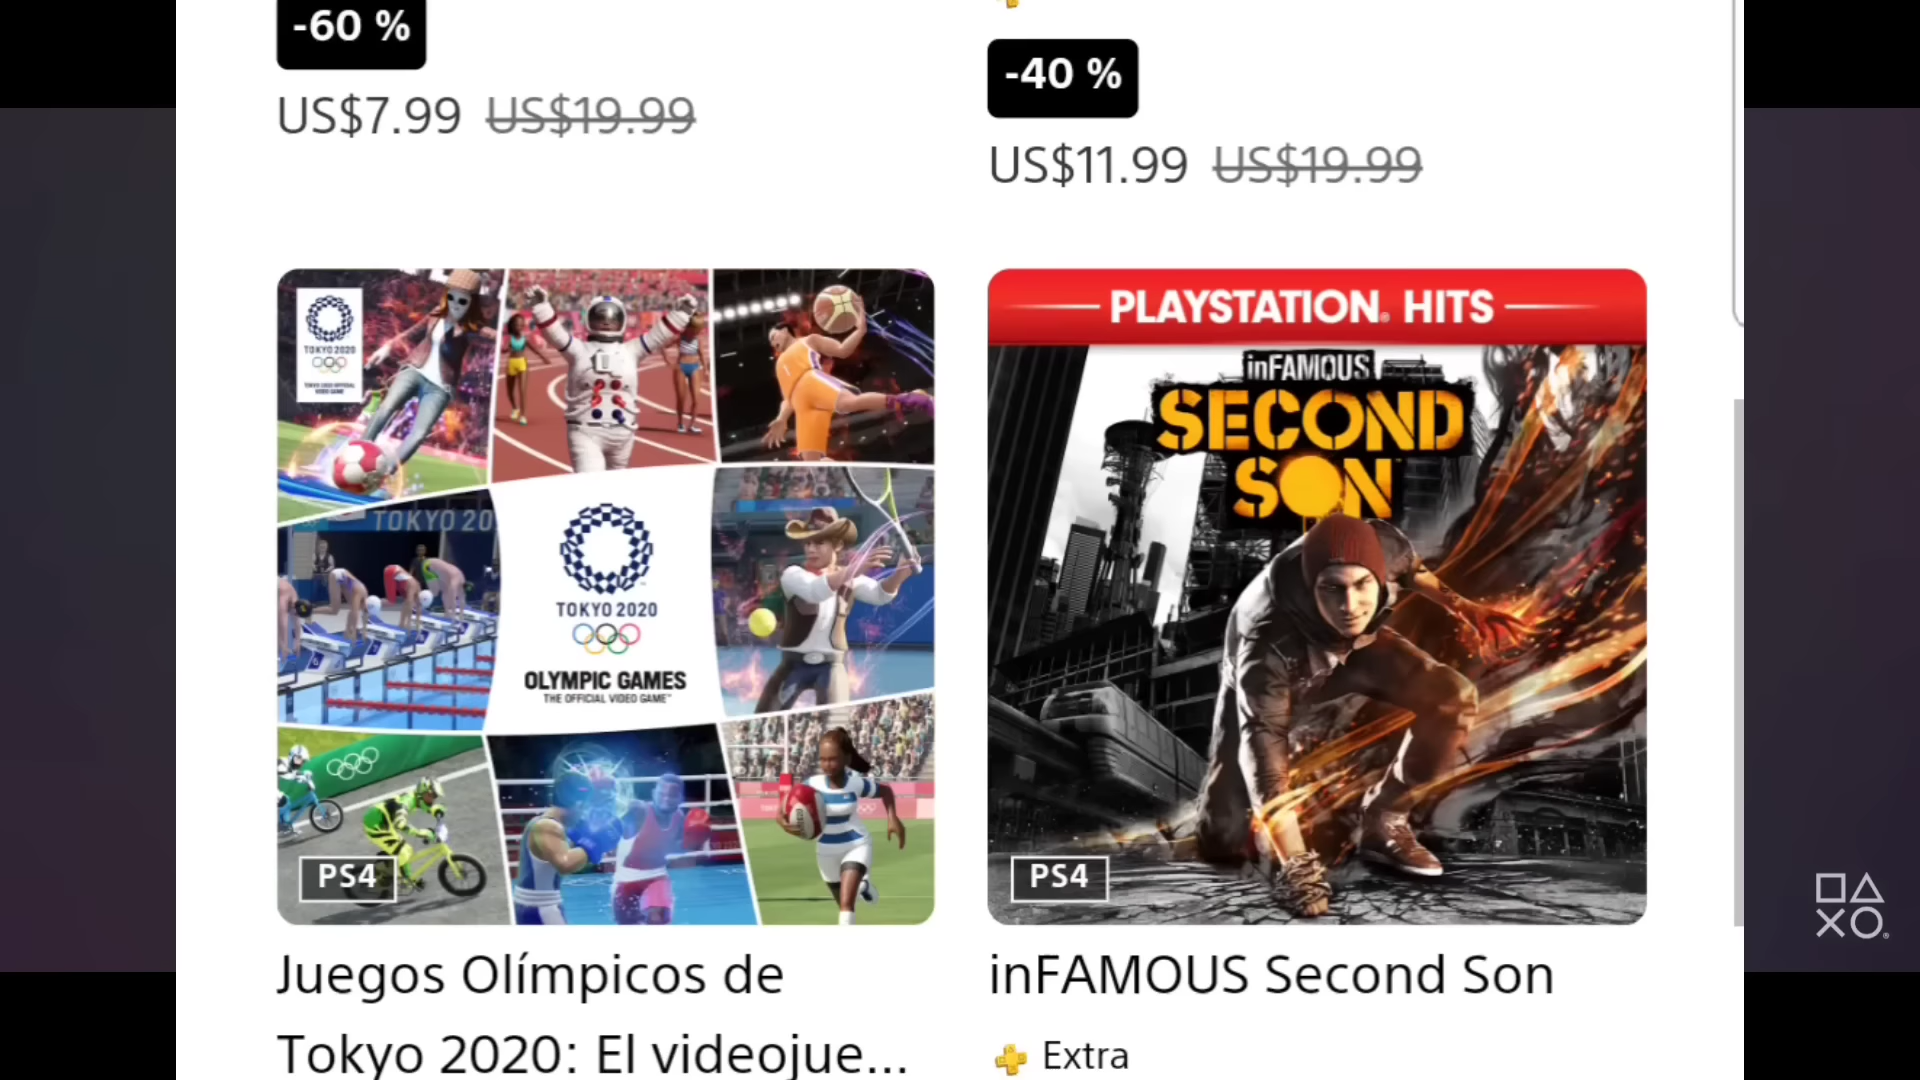 -60 %
US$7.99 US$19.99
-40 %
US$11.99 US$19.99
TOKYO 2020
TOKYO 20
TOKYO 2020
OLYMPIC GAMES
THE OFFICIAL VIDEO GAME™
PS4
Juegos Olímpicos de
Tokyo 2020: El videojue...
PLAYSTATION® HITS
inFAMOUS
SECOND
SON
PS4
inFAMOUS Second Son
Extra